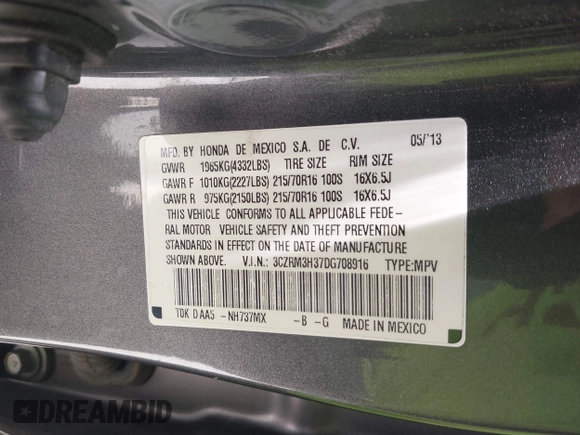 MFD. BY HONDA DE MEXICO S.A. DE C.V. 05/'13
GVWR 1965KG(4332LBS) TIRE SIZE RIM SIZE
GAWR F 1010KG(2227LBS) 215/70R16 100S 16X6.5J
GAWR R 975KG(2150LBS) 215/70R16 100S 16X6.5J
THIS VEHICLE CONFORMS TO ALL APPLICABLE FEDE-
RAL MOTOR VEHICLE SAFETY AND THEFT PREVENTION
STANDARDS IN EFFECT ON THE DATE OF MANUFACTURE
SHOWN ABOVE. V.I.N.: 3CZRM3H37DG708916 TYPE:MPV
T0K D AA5 -NH737MX -B -G MADE IN MEXICO
DREAMBID